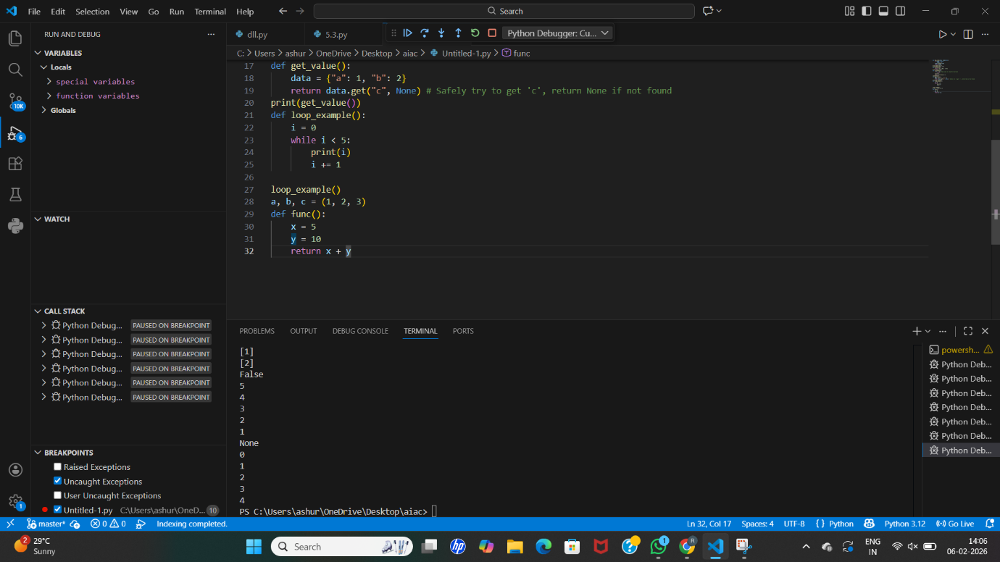 File Edit Selection View Go Run Terminal Help
Search
RUN AND DEBUG
dll.py
5.3.py
Python Debugger: Cu...
C: > Users > ashur > OneDrive > Desktop > aiac > Untitled-1.py > func
VARIABLES
Locals
special variables
function variables
Globals
WATCH
CALL STACK
Python Debug... PAUSED ON BREAKPOINT
Python Debug... PAUSED ON BREAKPOINT
Python Debug... PAUSED ON BREAKPOINT
Python Debug... PAUSED ON BREAKPOINT
Python Debug... PAUSED ON BREAKPOINT
Python Debug... PAUSED ON BREAKPOINT
BREAKPOINTS
Raised Exceptions
Uncaught Exceptions
User Uncaught Exceptions
Untitled-1.py C:\Users\ashur\OneD... 10
10K
6
1
17 def get_value():
18 data = {"a": 1, "b": 2}
19 return data.get("c", None) # Safely try to get 'c', return None if not found
20 print(get_value())
21 def loop_example():
22 i = 0
23 while i < 5:
24 print(i)
25 i += 1
26
27 loop_example()
28 a, b, c = (1, 2, 3)
29 def func():
30 x = 5
31 y = 10
32 return x + y
PROBLEMS OUTPUT DEBUG CONSOLE TERMINAL PORTS
[1]
[2]
False
5
4
3
2
1
None
0
1
2
3
4
PS C:\Users\ashur\OneDrive\Desktop\aiac>
powersh...
Python Deb...
Python Deb...
Python Deb...
Python Deb...
Python Deb...
Python Deb...
Python Deb...
master* 0 0 Indexing completed.
Ln 32, Col 17 Spaces: 4 UTF-8 {} Python Python 3.12 Go Live
2
29°C
Sunny
Search
hp
1
R
ENG
IN
14:06
06-02-2026